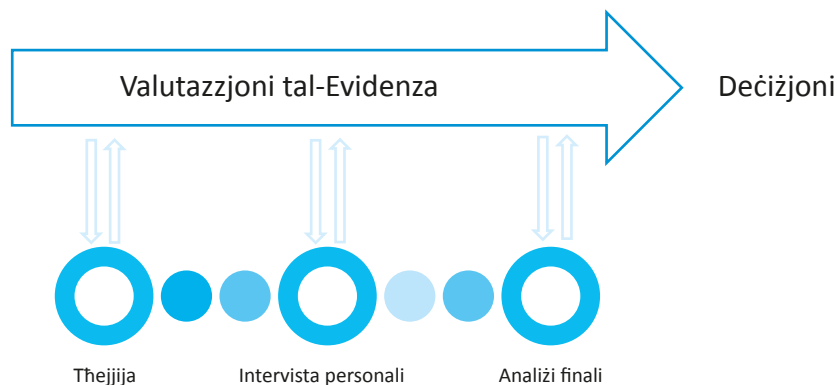 Valutazzjoni tal-Evidenza
Deċiżjoni
Tħejjija
Intervista personali
Analiżi finali